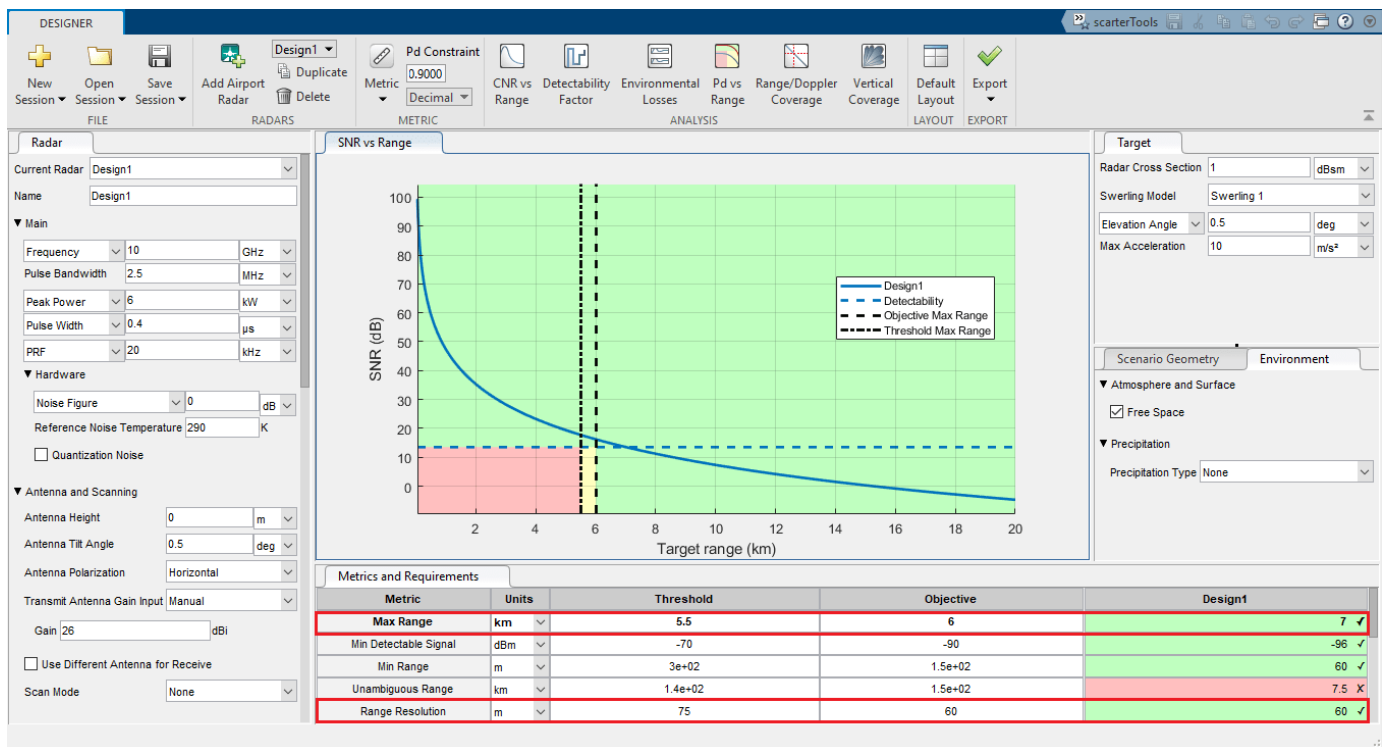 DESIGNER
scarterTools
New Session
Open Session
Save Session
FILE
Add Airport Radar
Design1
Duplicate
Delete
RADARS
Metric
Pd Constraint
0.9000
Decimal
METRIC
CNR vs Range
Detectability Factor
Environmental Losses
Pd vs Range
Range/Doppler Coverage
Vertical Coverage
ANALYSIS
Default Layout
LAYOUT
Export
EXPORT
Radar
Current Radar Design1
Name Design1
Main
Frequency 10 GHz
Pulse Bandwidth 2.5 MHz
Peak Power 6 kW
Pulse Width 0.4 µs
PRF 20 kHz
Hardware
Noise Figure 0 dB
Reference Noise Temperature 290 K
Quantization Noise
Antenna and Scanning
Antenna Height 0 m
Antenna Tilt Angle 0.5 deg
Antenna Polarization Horizontal
Transmit Antenna Gain Input Manual
Gain 26 dBi
Use Different Antenna for Receive
Scan Mode None
SNR vs Range
100
90
80
70
60
50
40
30
20
10
0
SNR (dB)
Design1
Detectability
Objective Max Range
Threshold Max Range
2 4 6 8 10 12 14 16 18 20
Target range (km)
Metrics and Requirements
Metric Units Threshold Objective Design1
Max Range km 5.5 6 7 ✓
Min Detectable Signal dBm -70 -90 -96 ✓
Min Range m 3e+02 1.5e+02 60 ✓
Unambiguous Range km 1.4e+02 1.5e+02 7.5 X
Range Resolution m 75 60 60 ✓
Target
Radar Cross Section 1 dBsm
Swerling Model Swerling 1
Elevation Angle 0.5 deg
Max Acceleration 10 m/s²
Scenario Geometry
Environment
Atmosphere and Surface
Free Space
Precipitation
Precipitation Type None